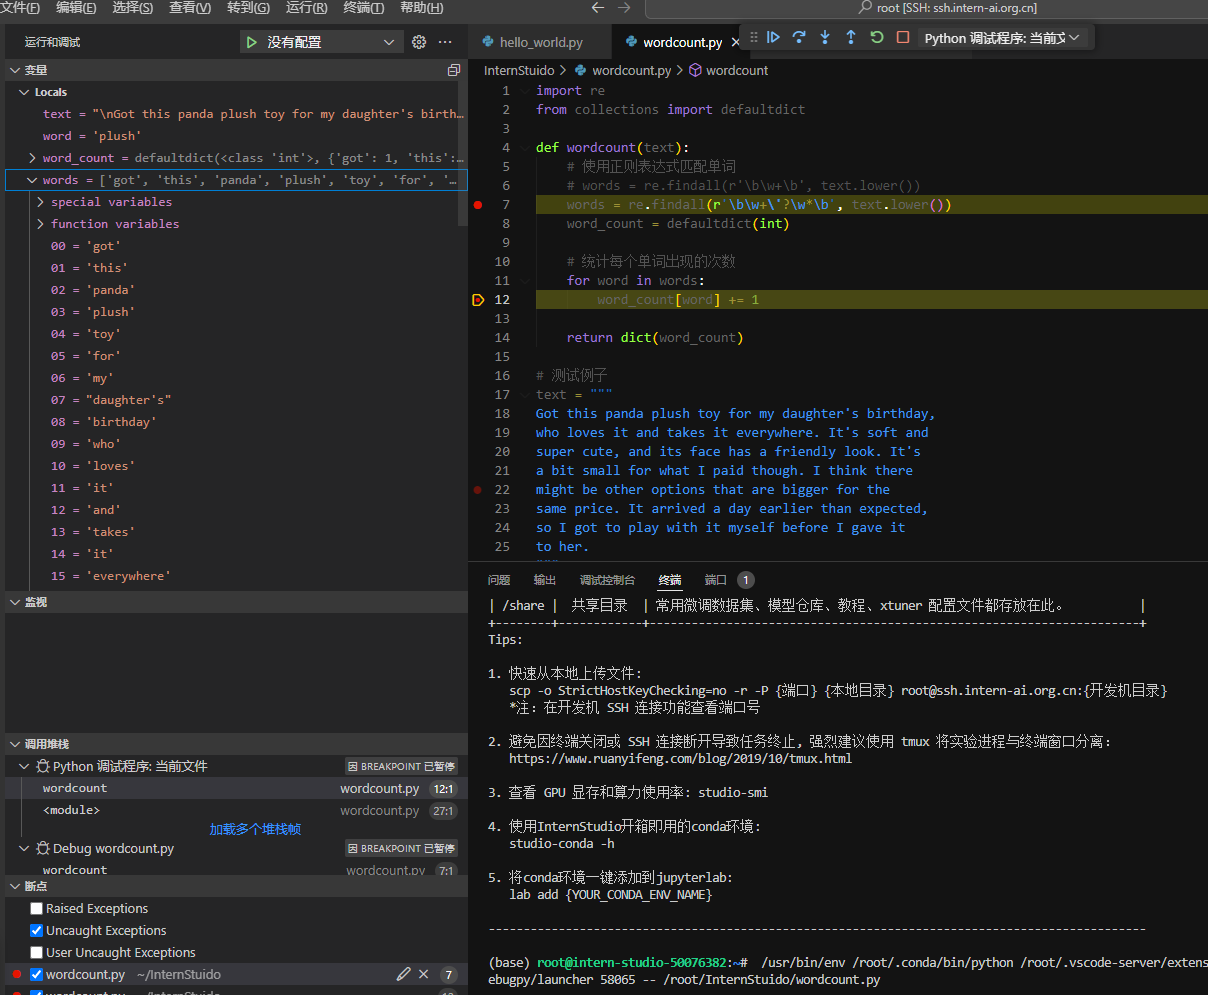 文件(F) 编辑(E) 选择(S) 查看(V) 转到(G) 运行(R) 终端(T) 帮助(H) root [SSH: ssh.intern-ai.org.cn]
运行和调试 没有配置
变量
Locals
text = "\nGot this panda plush toy for my daughter's birth…
word = 'plush'
word_count = defaultdict(<class 'int'>, {'got': 1, 'this':…
words = ['got', 'this', 'panda', 'plush', 'toy', 'for', '…
special variables
function variables
00 = 'got'
01 = 'this'
02 = 'panda'
03 = 'plush'
04 = 'toy'
05 = 'for'
06 = 'my'
07 = "daughter's"
08 = 'birthday'
09 = 'who'
10 = 'loves'
11 = 'it'
12 = 'and'
13 = 'takes'
14 = 'it'
15 = 'everywhere'
监视
调用堆栈
Python 调试程序: 当前文件 因 BREAKPOINT 已暂停
wordcount wordcount.py 12:1
<module> wordcount.py 27:1
加载多个堆栈帧
Debug wordcount.py 因 BREAKPOINT 已暂停
wordcount wordcount.py 7:1
断点
Raised Exceptions
Uncaught Exceptions
User Uncaught Exceptions
wordcount.py ~/InternStuido 7
hello_world.py wordcount.py Python 调试程序: 当前文
InternStuido > wordcount.py > wordcount
1 import re
2 from collections import defaultdict
3
4 def wordcount(text):
5 # 使用正则表达式匹配单词
6 # words = re.findall(r'\b\w+\b', text.lower())
7 words = re.findall(r'\b\w+\'?\w*\b', text.lower())
8 word_count = defaultdict(int)
9
10 # 统计每个单词出现的次数
11 for word in words:
12 word_count[word] += 1
13
14 return dict(word_count)
15
16 # 测试例子
17 text = """
18 Got this panda plush toy for my daughter's birthday,
19 who loves it and takes it everywhere. It's soft and
20 super cute, and its face has a friendly look. It's
21 a bit small for what I paid though. I think there
22 might be other options that are bigger for the
23 same price. It arrived a day earlier than expected,
24 so I got to play with it myself before I gave it
25 to her.
问题 输出 调试控制台 终端 端口 1
| /share | 共享目录 | 常用微调数据集、模型仓库、教程、xtuner 配置文件都存放在此。 |
+--------+------------+----------------------------------------------------------------------+
Tips:
1. 快速从本地上传文件:
scp -o StrictHostKeyChecking=no -r -P {端口} {本地目录} root@ssh.intern-ai.org.cn:{开发机目录}
*注: 在开发机 SSH 连接功能查看端口号
2. 避免因终端关闭或 SSH 连接断开导致任务终止, 强烈建议使用 tmux 将实验进程与终端窗口分离:
https://www.ruanyifeng.com/blog/2019/10/tmux.html
3. 查看 GPU 显存和算力使用率: studio-smi
4. 使用InternStudio开箱即用的conda环境:
studio-conda -h
5. 将conda环境一键添加到jupyterlab:
lab add {YOUR_CONDA_ENV_NAME}
----------------------------------------------------------------------------------------------
(base) root@intern-studio-50076382:~# /usr/bin/env /root/.conda/bin/python /root/.vscode-server/extens
ebugpy/launcher 58065 -- /root/InternStuido/wordcount.py